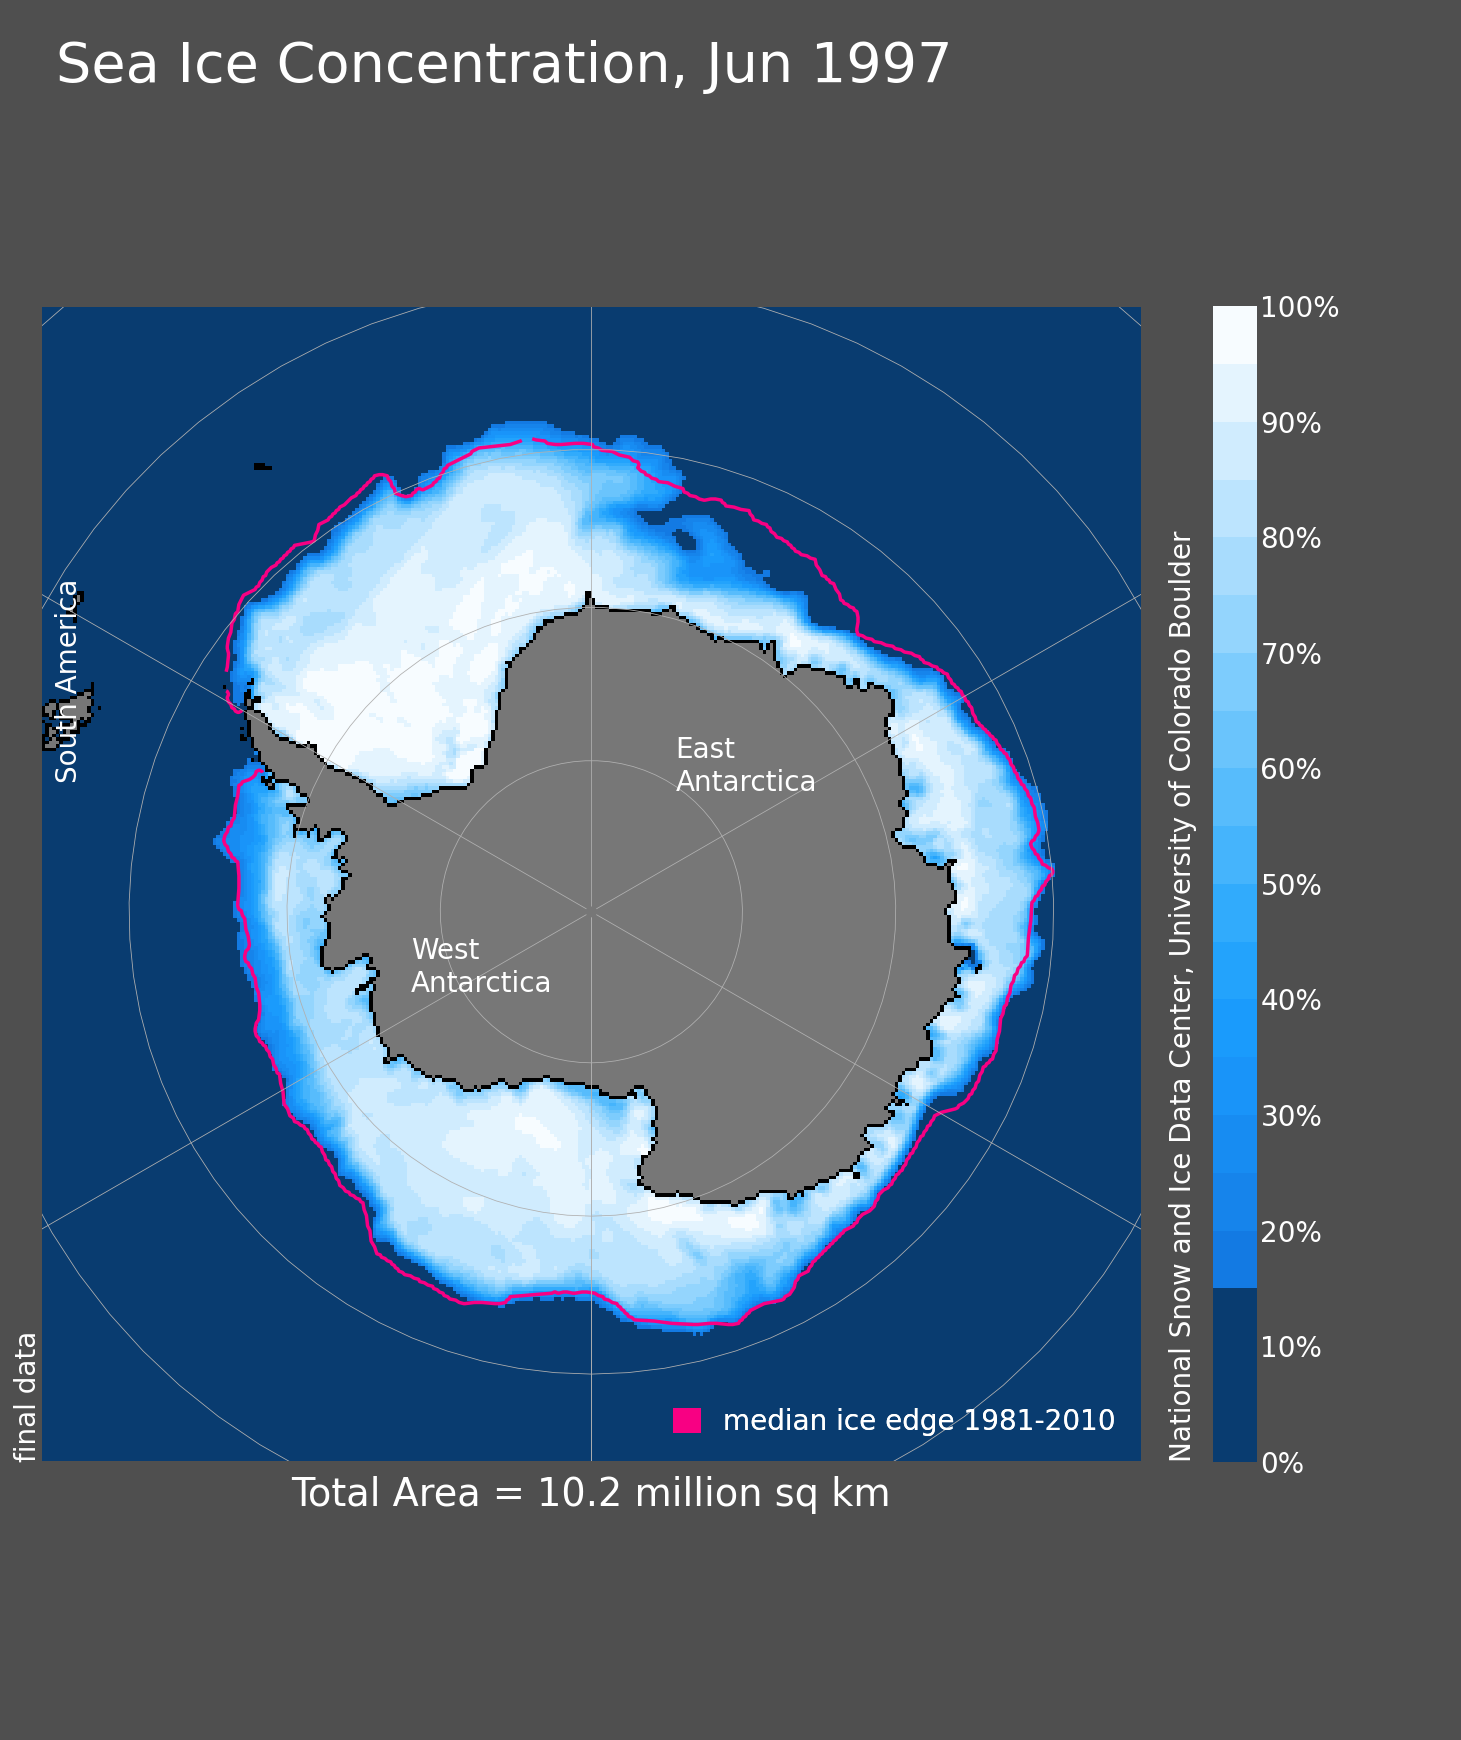 Sea Ice Concentration, Jun 1997
South America
East
Antarctica
West
Antarctica
median ice edge 1981-2010
final data
Total Area = 10.2 million sq km
National Snow and Ice Data Center, University of Colorado Boulder
100%
90%
80%
70%
60%
50%
40%
30%
20%
10%
0%